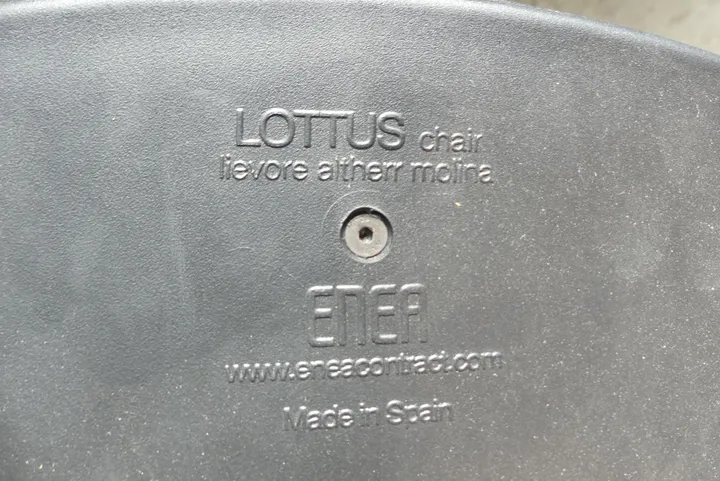 LOTTUS chair
lievore altherr molina
ENEA
www.eneacontract.com
Made in Spain